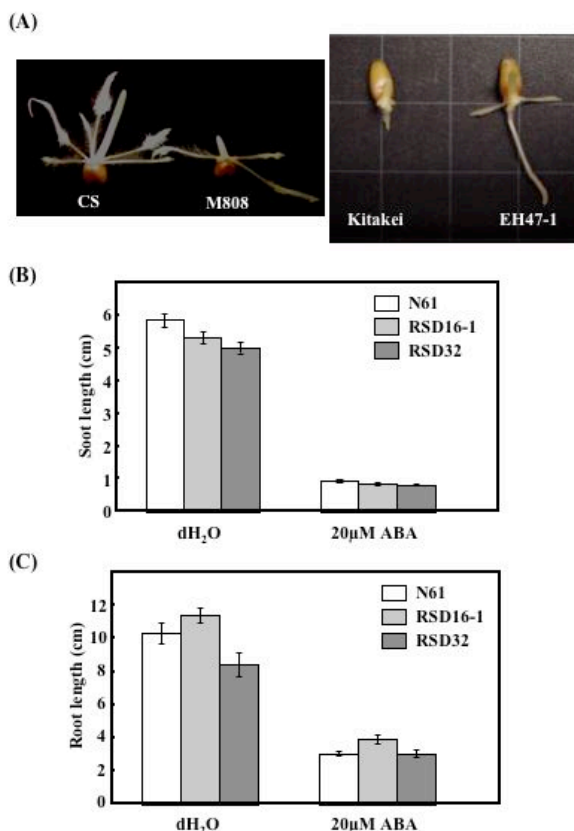 (A)
CS
M808
Kitakei
EH47-1
(B)
Soot length (cm)
6
5
4
3
2
1
0
N61
RSD16-1
RSD32
dH₂O
20µM ABA
(C)
Root length (cm)
12
10
8
6
4
2
0
N61
RSD16-1
RSD32
dH₂O
20µM ABA